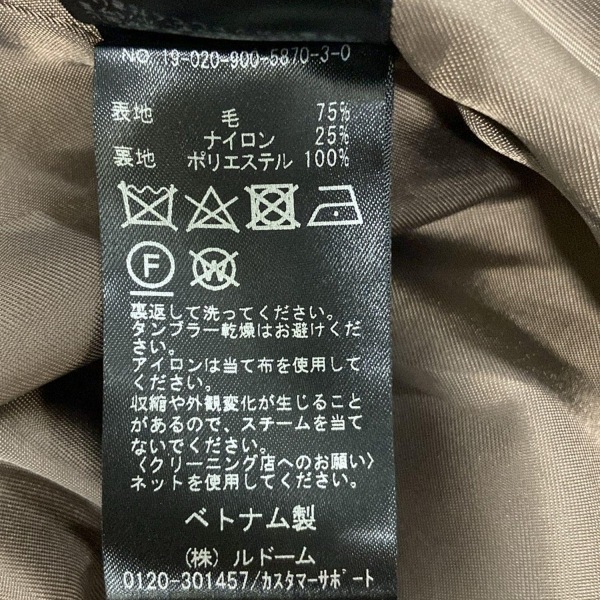 NO. 19-020-900-5870-3-0
表地 毛 75%
ナイロン 25%
裏地 ポリエステル 100%
F W
裏返して洗ってください。
タンブラー乾燥はお避けくだ
さい。
アイロンは当て布を使用して
ください。
収縮や外観変化が生じること
があるので、スチームを当て
ないでください。
〈クリーニング店へのお願い〉
ネットを使用してください。
ベトナム製
(株) ルドーム
0120-301457/カスタマーサポート